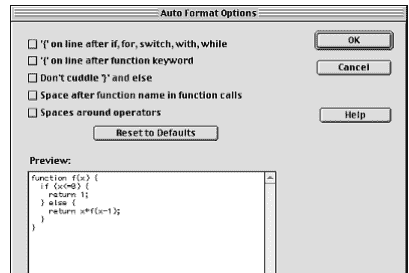 Auto Format Options
'{' on line after if, for, switch, with, while
OK
'{' on line after function keyword
Cancel
Don't cuddle '}' and else
Space after function name in function calls
Spaces around operators
Help
Reset to Defaults
Preview:
function f(x) {
if (x<=0) {
return 1;
} else {
return x*f(x-1);
}
}